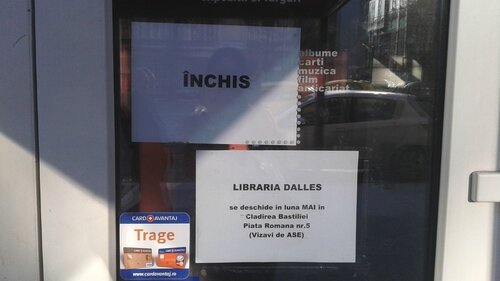 ÎNCHIS
albume
carti
muzica
film
anticariat
LIBRARIA DALLES
se deschide in luna MAI in
Cladirea Bastiliei
Piata Romana nr.5
(Vizavi de ASE)
CARD AVANTAJ
Trage
www.cardavantaj.ro